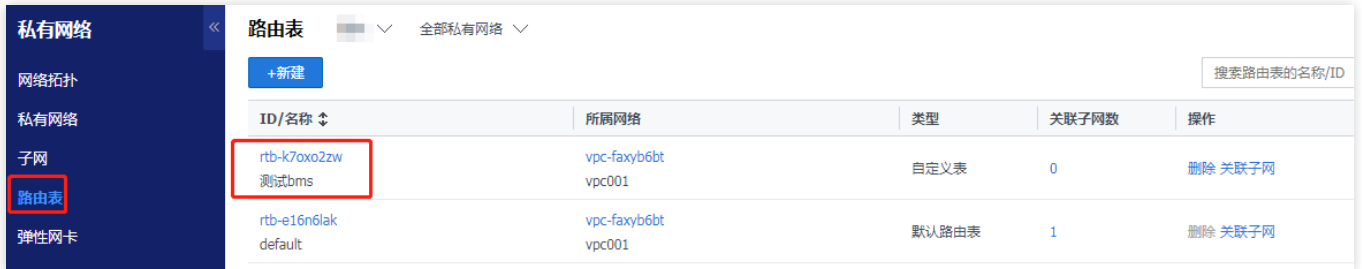 私有网络
«
网络拓扑
私有网络
子网
路由表
弹性网卡
路由表 全部私有网络
+新建
搜索路由表的名称/ID
ID/名称 所属网络 类型 关联子网数 操作
rtb-k7oxo2zw vpc-faxyb6bt
测试bms vpc001 自定义表 0 删除 关联子网
rtb-e16n6lak vpc-faxyb6bt
default vpc001 默认路由表 1 删除 关联子网